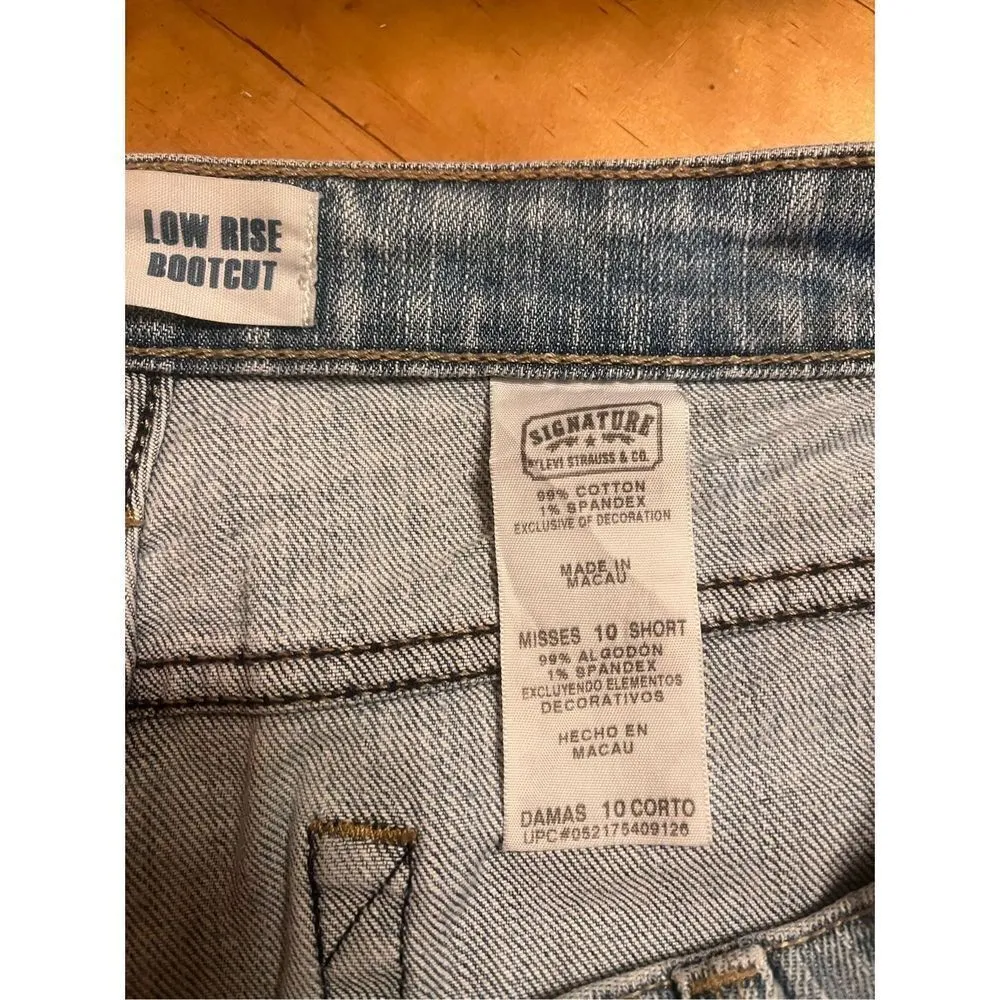 LOW RISE
BOOTCUT
SIGNATURE
BY LEVI STRAUSS & CO.
99% COTTON
1% SPANDEX
EXCLUSIVE OF DECORATION
MADE IN
MACAU
MISSES 10 SHORT
99% ALGODÓN
1% SPANDEX
EXCLUYENDO ELEMENTOS
DECORATIVOS
HECHO EN
MACAU
DAMAS 10 CORTO
UPC#052175409126